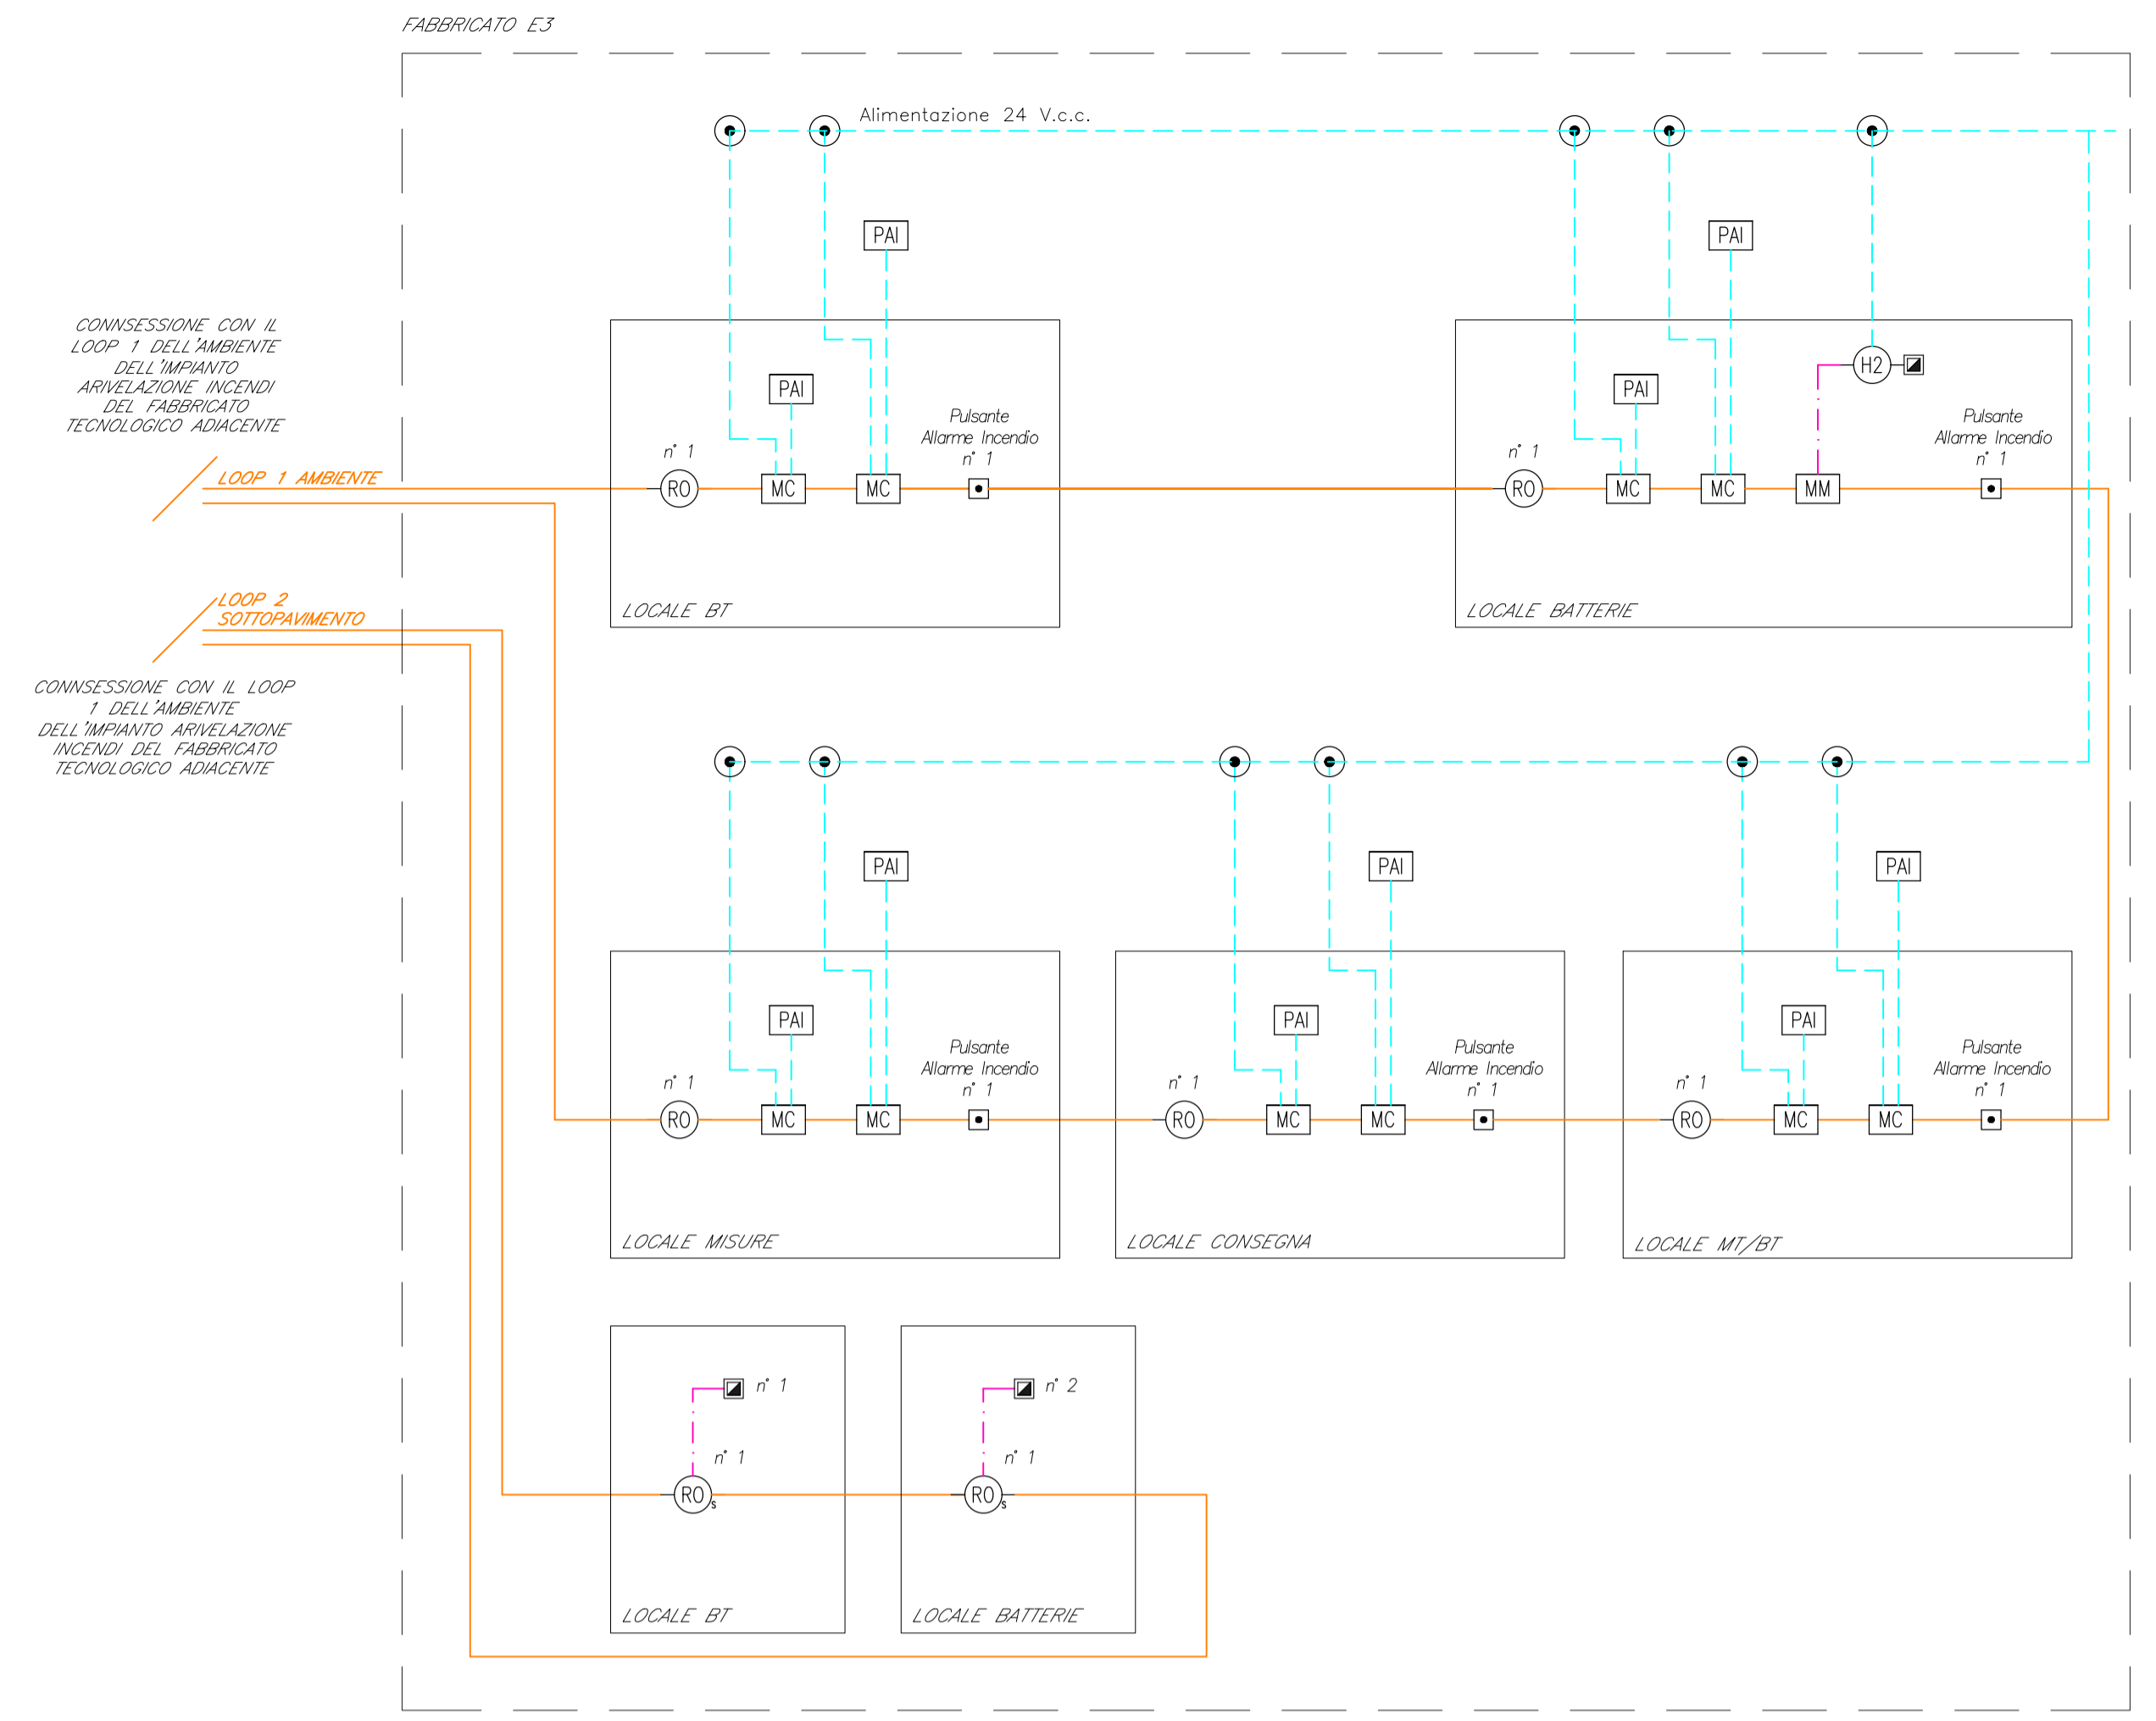 FABBRICATO E3
Alimentazione 24 V.c.c.
PAI
PAI
CONNSESSIONE CON IL
LOOP 1 DELL'AMBIENTE
DELL'IMPIANTO
ARIVELAZIONE INCENDI
DEL FABBRICATO
TECNOLOGICO ADIACENTE
LOOP 1 AMBIENTE
PAI
Pulsante
Allarme Incendio
n° 1
n° 1
RO
MC
MC
LOCALE BT
H2
PAI
Pulsante
Allarme Incendio
n° 1
n° 1
RO
MC
MC
MM
LOCALE BATTERIE
LOOP 2
SOTTOPAVIMENTO
CONNSESSIONE CON IL LOOP
1 DELL'AMBIENTE
DELL'IMPIANTO ARIVELAZIONE
INCENDI DEL FABBRICATO
TECNOLOGICO ADIACENTE
PAI
PAI
PAI
PAI
Pulsante
Allarme Incendio
n° 1
n° 1
RO
MC
MC
LOCALE MISURE
PAI
Pulsante
Allarme Incendio
n° 1
n° 1
RO
MC
MC
LOCALE CONSEGNA
PAI
Pulsante
Allarme Incendio
n° 1
n° 1
RO
MC
MC
LOCALE MT/BT
n° 1
n° 1
RO s
LOCALE BT
n° 2
n° 1
RO s
LOCALE BATTERIE